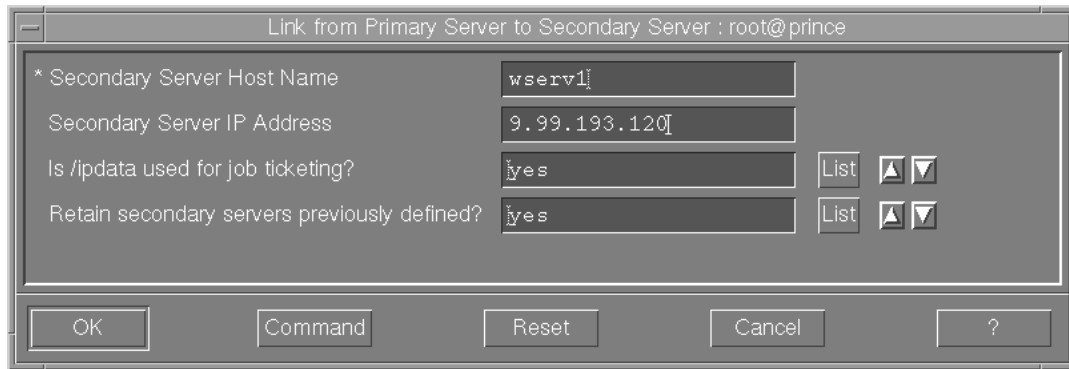 Link from Primary Server to Secondary Server : root@prince
* Secondary Server Host Name wserv1
Secondary Server IP Address 9.99.193.120
Is /ipdata used for job ticketing? yes List
Retain secondary servers previously defined? yes List
OK Command Reset Cancel ?